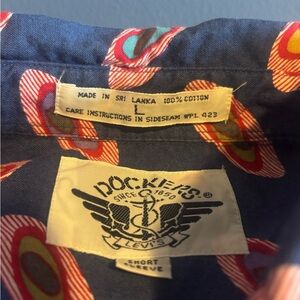 MADE IN SRI LANKA 100% COTTON
L
CARE INSTRUCTIONS IN SIDESEAM WPL 423
DOCKERS®
SINCE 1850
LEVI'S
SHORT
SLEEVE